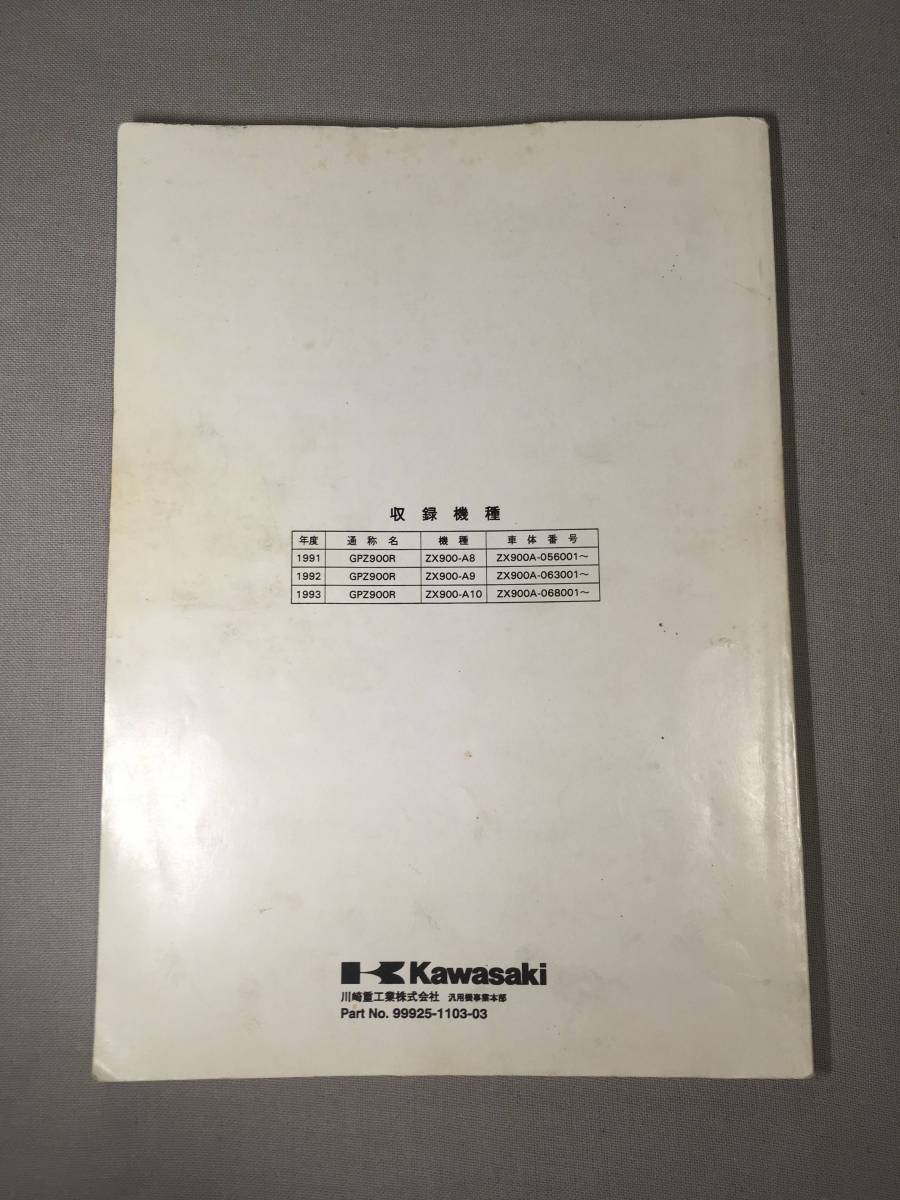 収録機種
年度 通称名 機種 車体番号
1991 GPZ900R ZX900-A8 ZX900A-056001～
1992 GPZ900R ZX900-A9 ZX900A-063001～
1993 GPZ900R ZX900-A10 ZX900A-068001～
Kawasaki
川崎重工業株式会社 汎用機事業本部
Part No. 99925-1103-03